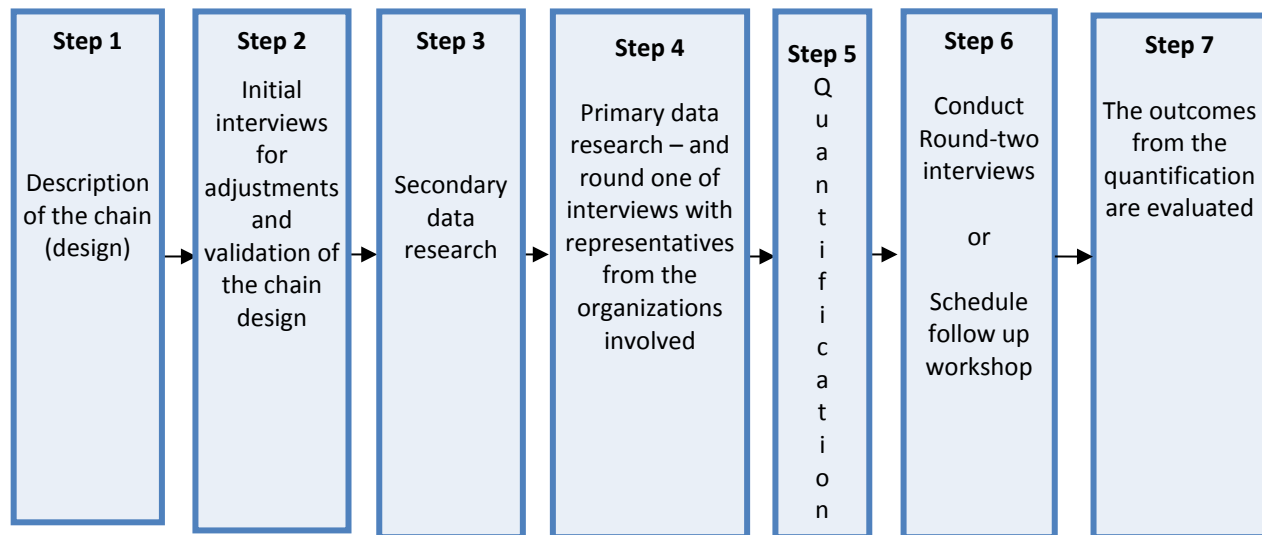 Step 1
Description
of the chain
(design)
Step 2
Initial
interviews
for
adjustments
and
validation of
the chain
design
Step 3
Secondary
data
research
Step 4
Primary data
research – and
round one of
interviews with
representatives
from the
organizations
involved
Step 5
Q
u
a
n
t
i
f
i
c
a
t
i
o
n
Step 6
Conduct
Round-two
interviews
or
Schedule
follow up
workshop
Step 7
The outcomes
from the
quantification
are evaluated